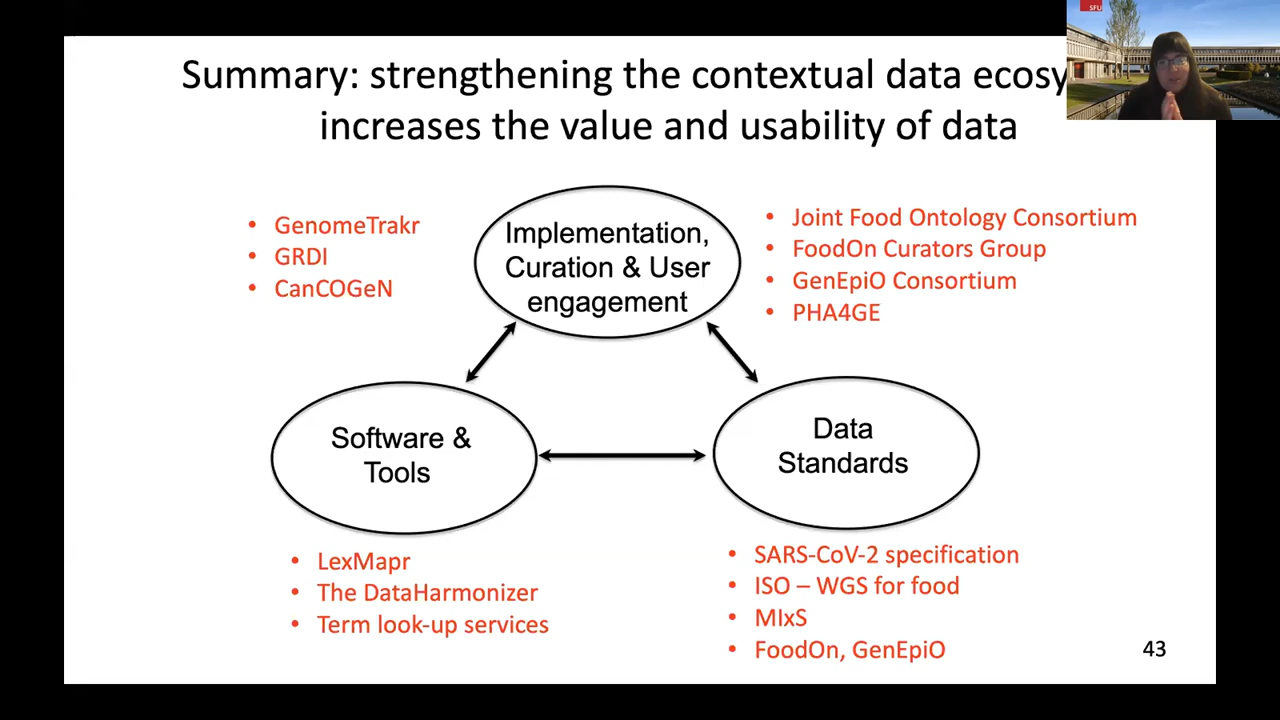 SFU
Summary: strengthening the contextual data ecosy
increases the value and usability of data
• GenomeTrakr
• GRDI
• CanCOGeN
Implementation,
Curation & User
engagement
• Joint Food Ontology Consortium
• FoodOn Curators Group
• GenEpiO Consortium
• PHA4GE
Software &
Tools
Data
Standards
• LexMapr
• The DataHarmonizer
• Term look-up services
• SARS-CoV-2 specification
• ISO – WGS for food
• MIxS
• FoodOn, GenEpiO
43